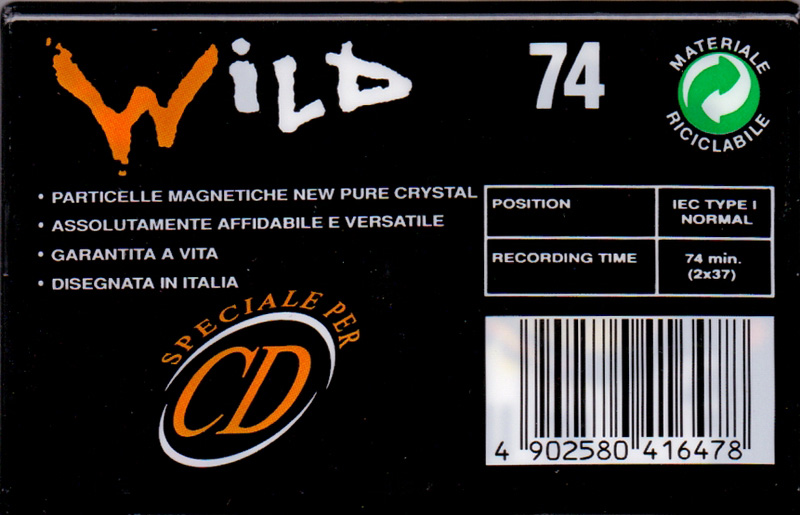 WiLD
74
MATERIALE
RICICLABILE
• PARTICELLE MAGNETICHE NEW PURE CRYSTAL
• ASSOLUTAMENTE AFFIDABILE E VERSATILE
• GARANTITA A VITA
• DISEGNATA IN ITALIA
POSITION
IEC TYPE I
NORMAL
RECORDING TIME
74 min.
(2x37)
SPECIALE PER
CD
4 902580 416478